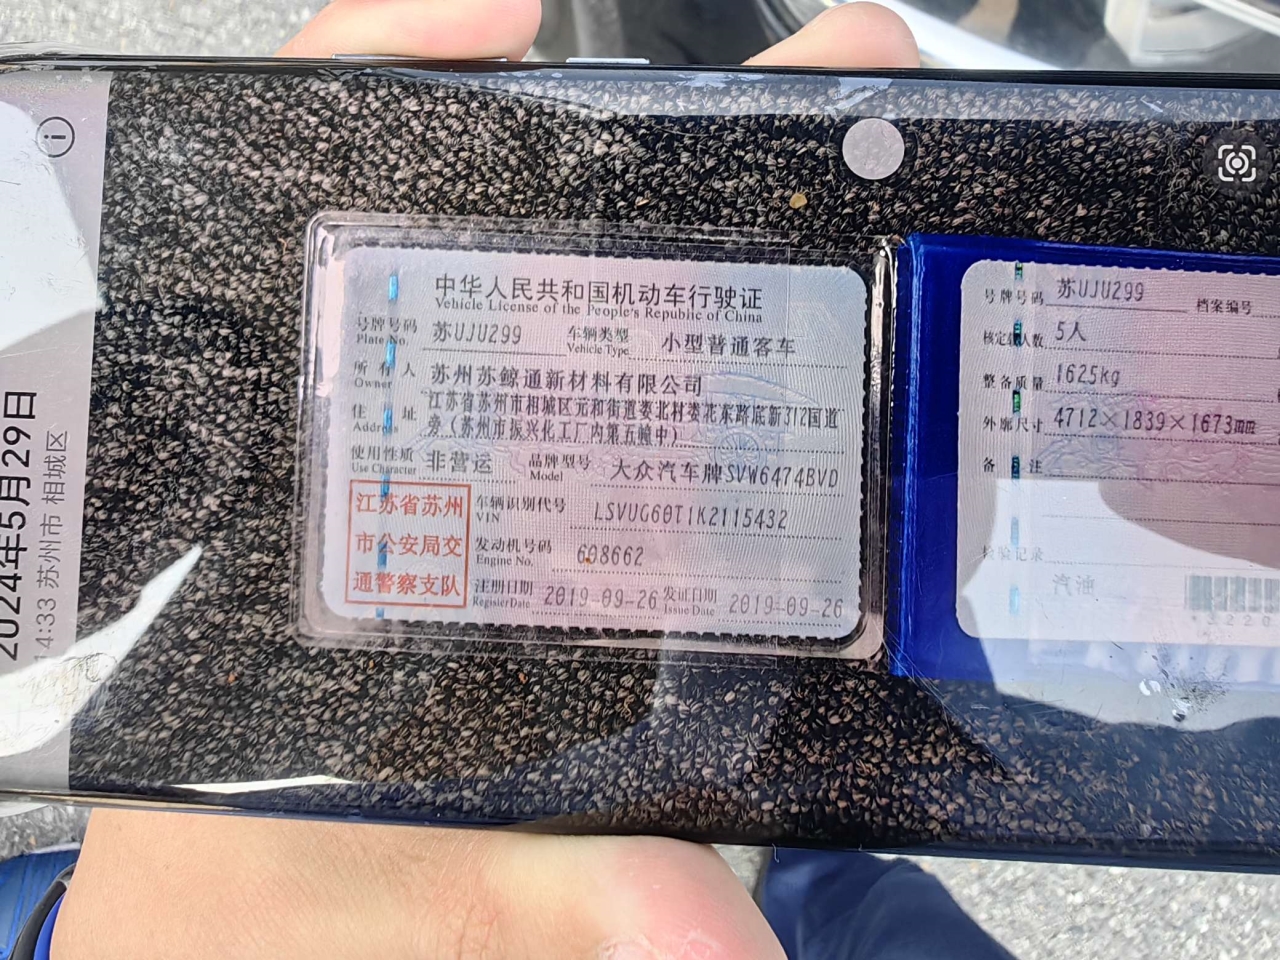 2024年5月29日
14:33 苏州市 相城区
中华人民共和国机动车行驶证
Vehicle License of the People's Republic of China
号牌号码 苏UJU299 车辆类型 小型普通客车
Plate No. Vehicle Type
所有人 苏州苏鲸通新材料有限公司
Owner
住址 江苏省苏州市相城区元和街道娄北村娄花东路底新312国道
Address 旁(苏州市振兴化工厂内第五幢中)
使用性质 非营运 品牌型号 大众汽车牌SVW6474BVD
Use Character Model
江苏省苏州
市公安局交
通警察支队
车辆识别代号 LSVUG60T1K2115432
VIN
发动机号码 608662
Engine No.
注册日期 2019-09-26 发证日期 2019-09-26
Register Date Issue Date
号牌号码 苏UJU299 档案编号
核定载人数 5人
整备质量 1625kg
外廓尺寸 4712×1839×1673mm
备注
检验记录
汽油
*3220